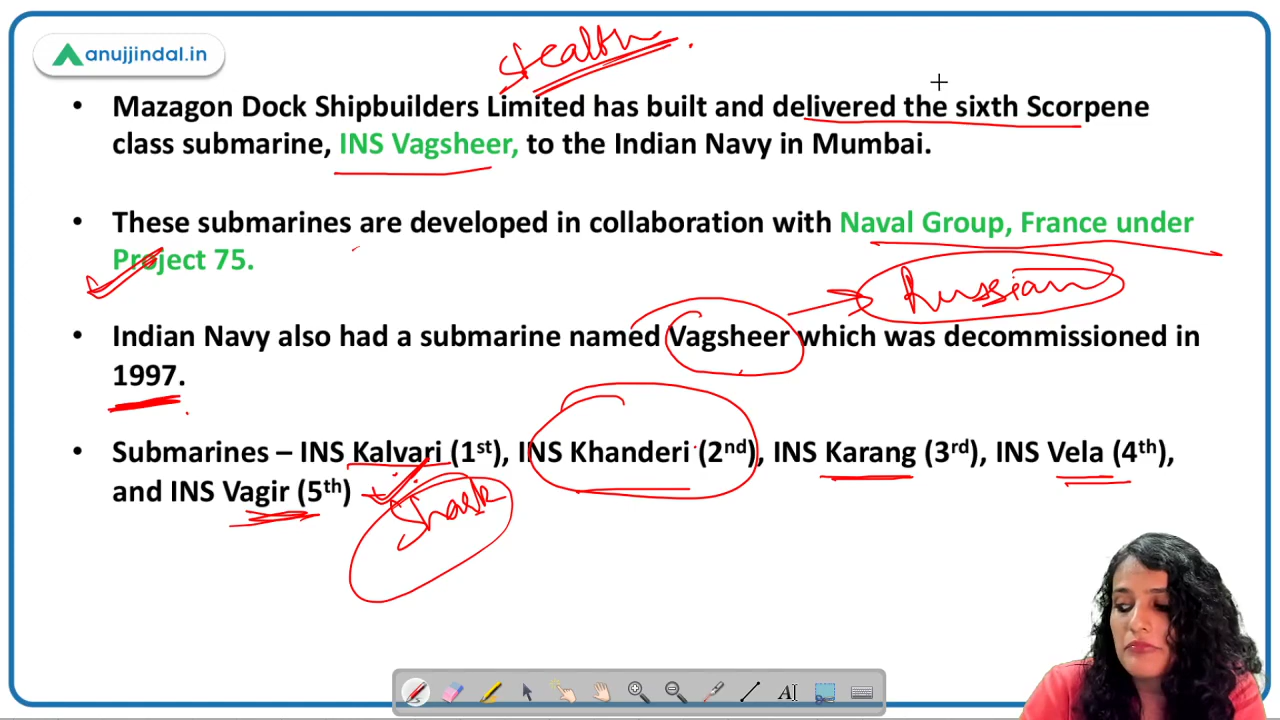 Stealth
anujjindal.in
• Mazagon Dock Shipbuilders Limited has built and delivered the sixth Scorpene
class submarine, INS Vagsheer, to the Indian Navy in Mumbai.
• These submarines are developed in collaboration with Naval Group, France under
Project 75.
Russian
• Indian Navy also had a submarine named Vagsheer which was decommissioned in
1997.
• Submarines – INS Kalvari (1st), INS Khanderi (2nd), INS Karang (3rd), INS Vela (4th),
and INS Vagir (5th)
Shark